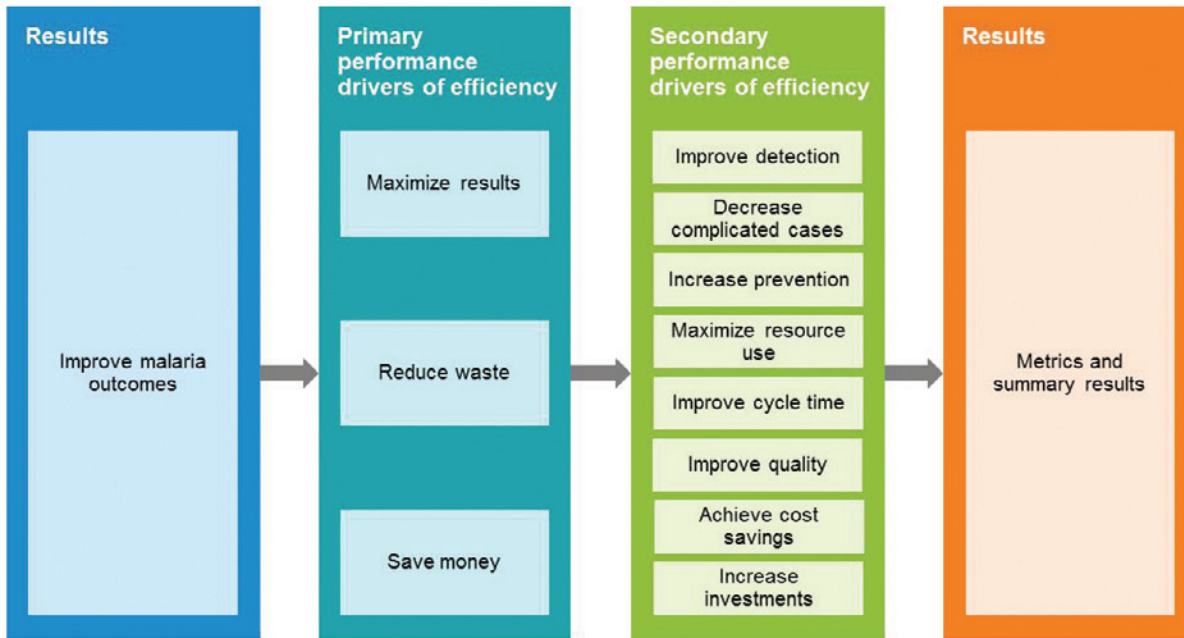 Results
Improve malaria
outcomes
Primary
performance
drivers of efficiency
Maximize results
Reduce waste
Save money
Secondary
performance
drivers of efficiency
Improve detection
Decrease
complicated cases
Increase prevention
Maximize resource
use
Improve cycle time
Improve quality
Achieve cost
savings
Increase
investments
Results
Metrics and
summary results